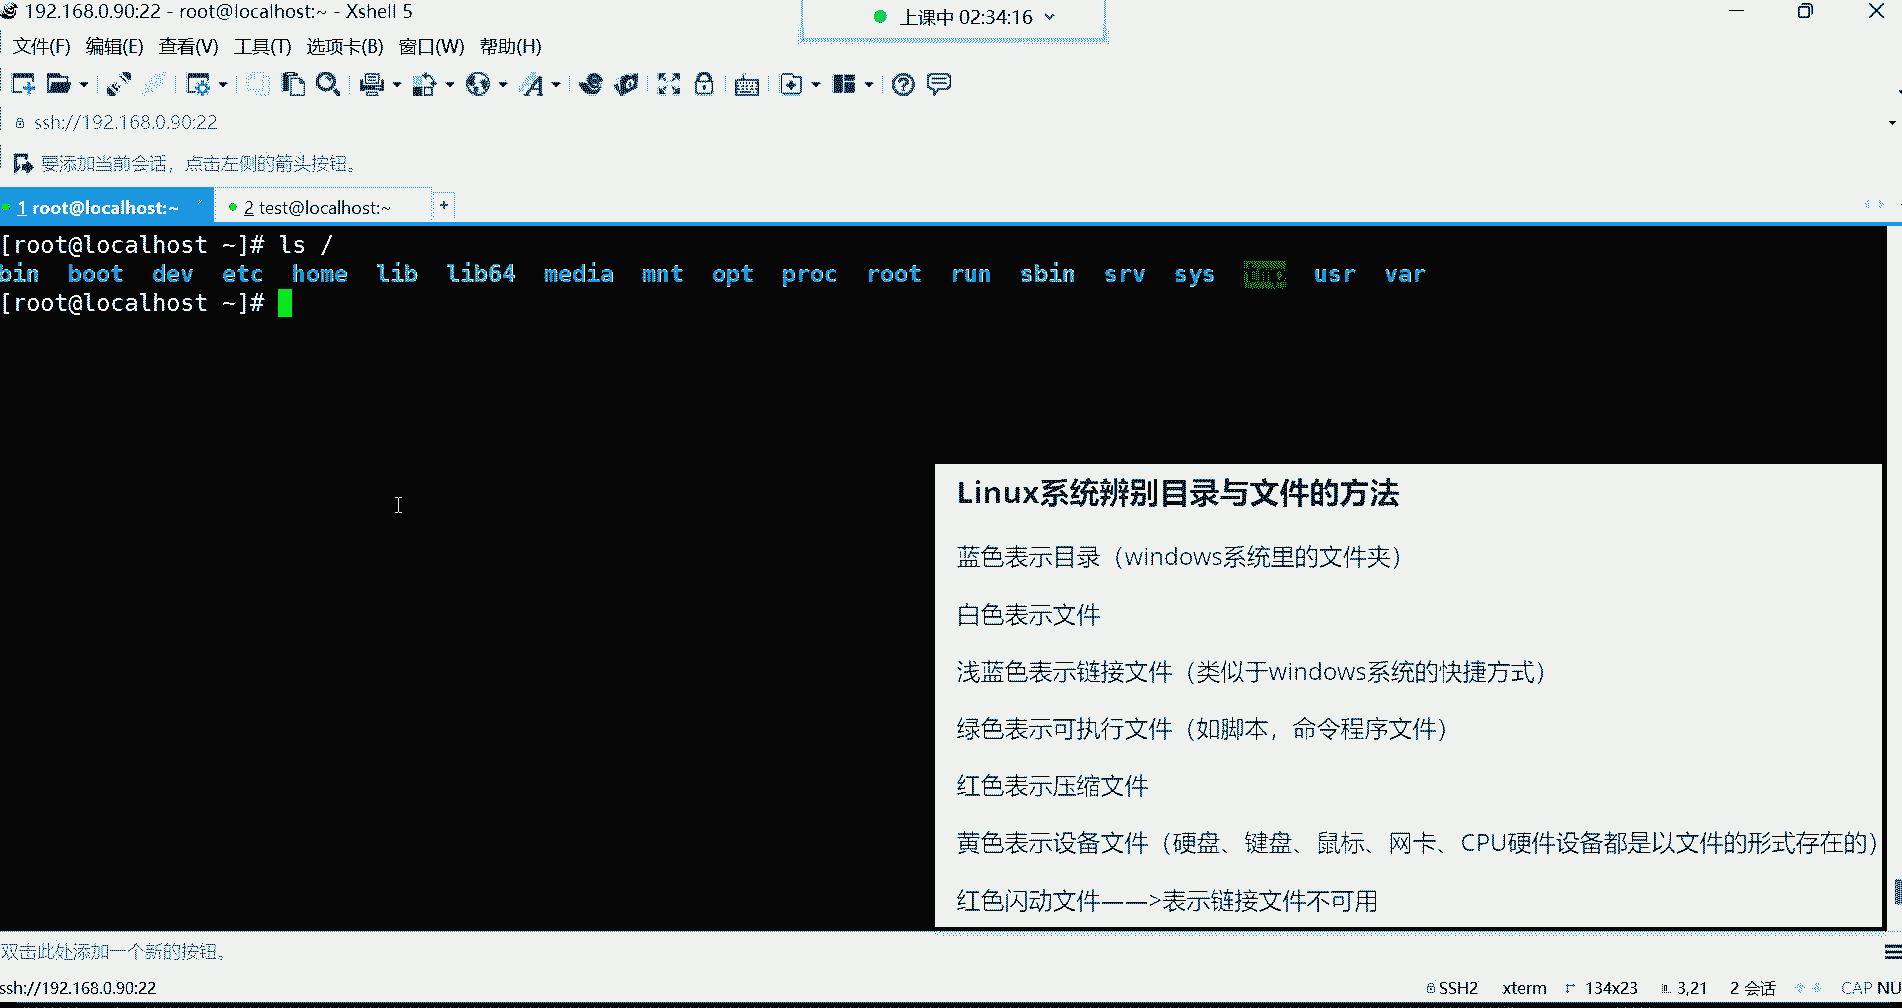 192.168.0.90:22 - root@localhost:~ - Xshell 5
上课中 02:34:16
文件(F) 编辑(E) 查看(V) 工具(T) 选项卡(B) 窗口(W) 帮助(H)
ssh://192.168.0.90:22
要添加当前会话，点击左侧的箭头按钮。
1 root@localhost:~ 2 test@localhost:~ +
[root@localhost ~]# ls /
bin boot dev etc home lib lib64 media mnt opt proc root run sbin srv sys tmp usr var
[root@localhost ~]#
Linux系统辨别目录与文件的方法
蓝色表示目录（windows系统里的文件夹）
白色表示文件
浅蓝色表示链接文件（类似于windows系统的快捷方式）
绿色表示可执行文件（如脚本，命令程序文件）
红色表示压缩文件
黄色表示设备文件（硬盘、键盘、鼠标、网卡、CPU硬件设备都是以文件的形式存在的）
红色闪动文件——>表示链接文件不可用
双击此处添加一个新的按钮。
ssh://192.168.0.90:22 SSH2 xterm 134x23 3,21 2 会话 CAP NU